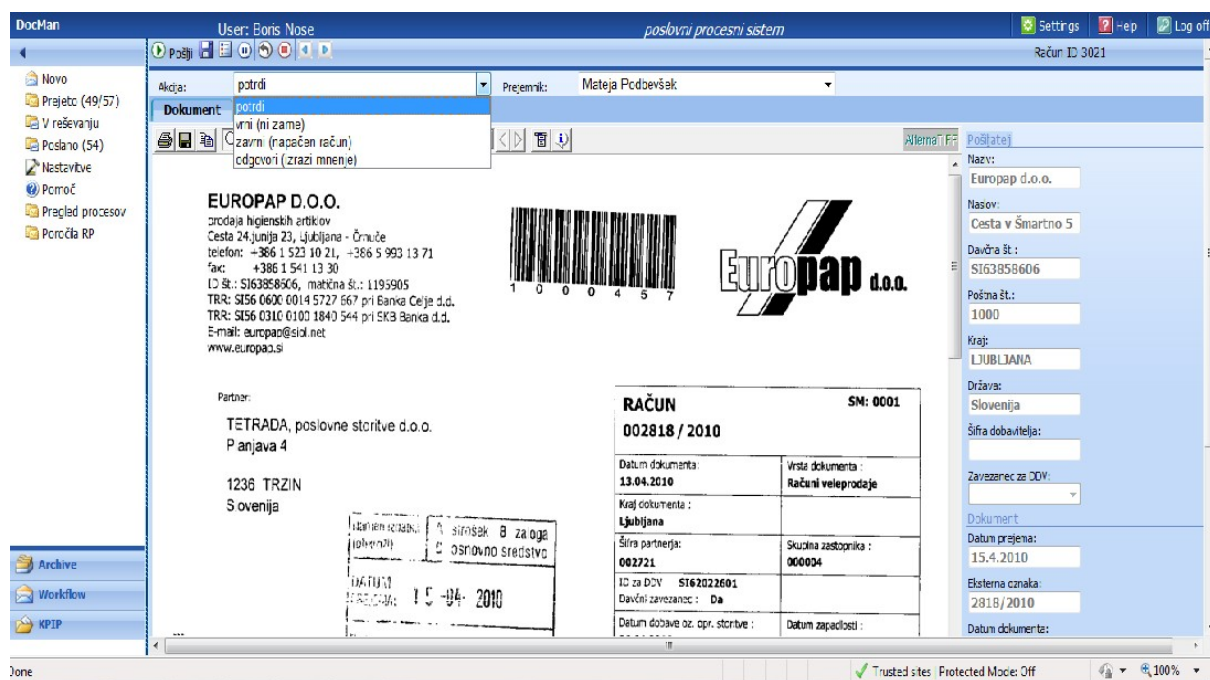 DocMan
User: Boris Nose
poslovni procesni sistem
Settings
Help
Log off
Pošlji
Račun ID 3021
Novo
Prejeto (49/57)
V reševanju
Poslano (54)
Nastavitve
Pomoč
Pregled procesov
Poročila RP
Archive
Workflow
KPIP
Akcija:
potrdi
Prejemnik:
Mateja Podbevšek
Dokument
potrdi
vrni (ni zame)
zavrni (napačen račun)
odgovori (izrazi mnenje)
AlternaTIFF
EUROPAP D.O.O.
prodaja higienskih artiklov
Cesta 24.junija 23, Ljubljana - Črnuče
telefon: +386 1 523 10 21, +386 5 993 13 71
fax: +386 1 541 13 30
ID št.: SI63858606, matična št.: 1195905
TRR: SI56 0600 0014 5727 667 pri Banka Celje d.d.
TRR: SI56 0310 0100 1840 544 pri SKB Banka d.d.
E-mail: europap@siol.net
www.europap.si
1 0 0 0 4 5 7
Europap d.o.o.
Partner:
TETRADA, poslovne storitve d.o.o.
Planjava 4
1236 TRZIN
Slovenija
A strošek B zaloga
C osnovno sredstvo
DATUM
15 -04- 2010
RAČUN
SM: 0001
002818 / 2010
Datum dokumenta:
13.04.2010
Vrsta dokumenta :
Računi veleprodaje
Kraj dokumenta :
Ljubljana
Šifra partnerja:
002721
Skupina zastopnika :
000004
ID za DDV SI62022601
Davčni zavezanec : Da
Datum dobave oz. opr. storitve :
Datum zapadlosti :
Pošiljatelj
Naziv:
Europap d.o.o.
Naslov:
Cesta v Šmartno 5
Davčna št.:
SI63858606
Poštna št.:
1000
Kraj:
LJUBLJANA
Država:
Slovenija
Šifra dobavitelja:
Zavezanec za DDV:
Dokument
Datum prejema:
15.4.2010
Eksterna oznaka:
2818/2010
Datum dokumenta:
Done
Trusted sites | Protected Mode: Off
100%